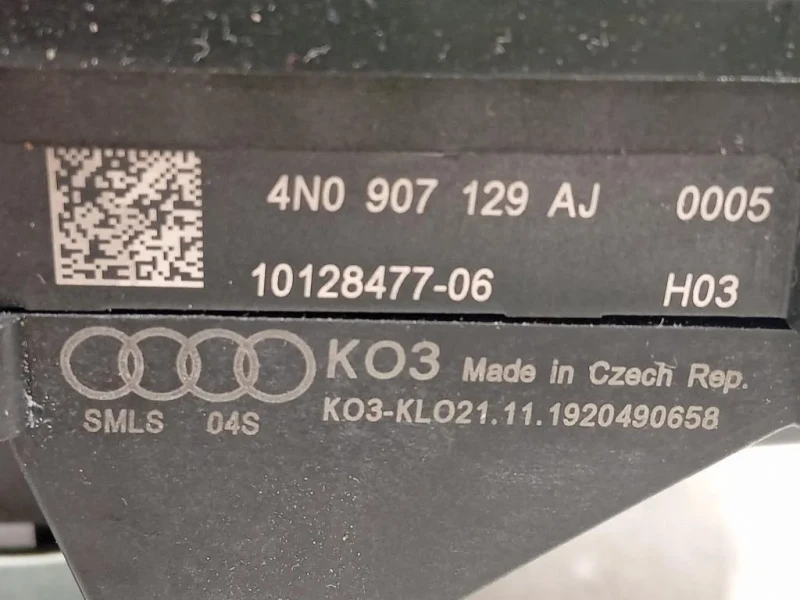 4N0 907 129 AJ 0005
10128477-06 H03
KO3 Made in Czech Rep.
SMLS 04S KO3-KLO21.11.1920490658